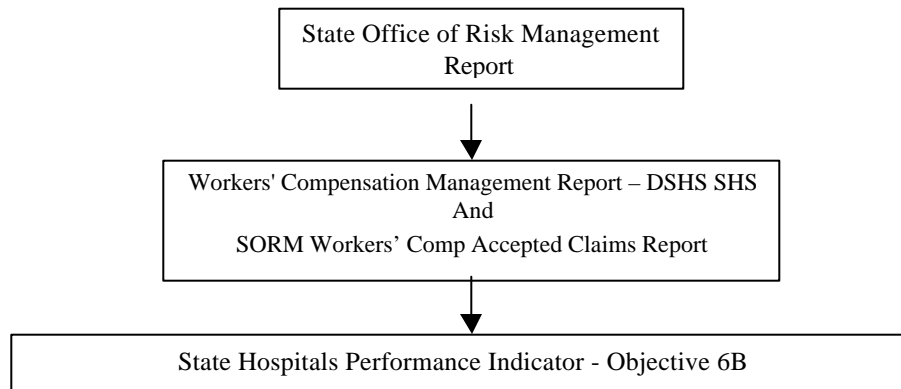 State Office of Risk Management
Report
Workers' Compensation Management Report – DSHS SHS
And
SORM Workers’ Comp Accepted Claims Report
State Hospitals Performance Indicator - Objective 6B